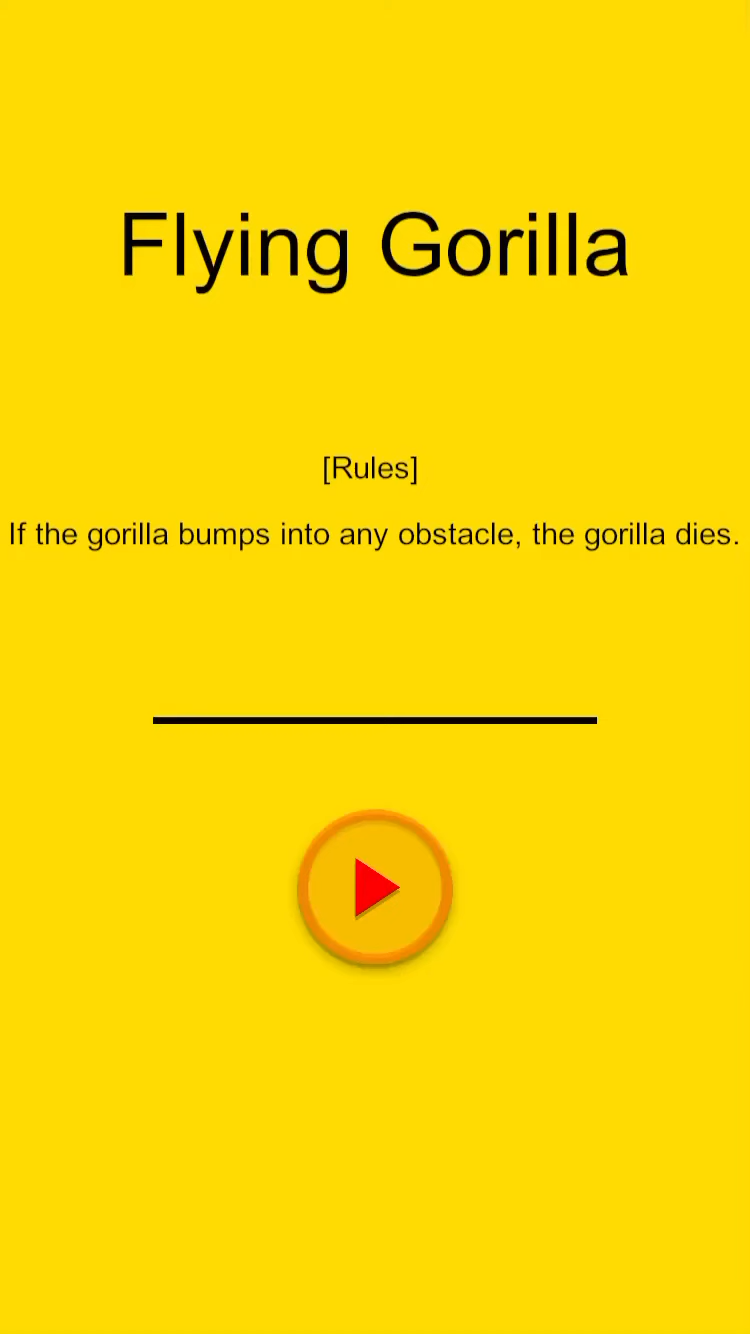 Flying Gorilla
[Rules]
If the gorilla bumps into any obstacle, the gorilla dies.